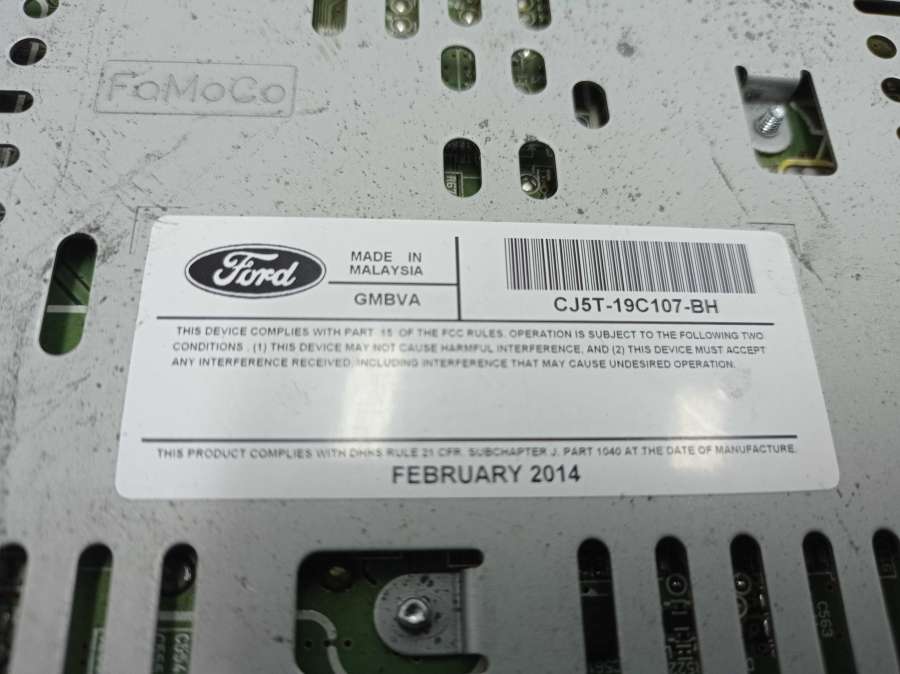 FoMoCo
Ford
MADE IN
MALAYSIA
GMBVA
CJ5T-19C107-BH
THIS DEVICE COMPLIES WITH PART 15 OF THE FCC RULES. OPERATION IS SUBJECT TO THE FOLLOWING TWO
CONDITIONS . (1) THIS DEVICE MAY NOT CAUSE HARMFUL INTERFERENCE, AND (2) THIS DEVICE MUST ACCEPT
ANY INTERFERENCE RECEIVED, INCLUDING INTERFERENCE THAT MAY CAUSE UNDESIRED OPERATION.
THIS PRODUCT COMPLIES WITH DHHS RULE 21 CFR, SUBCHAPTER J, PART 1040 AT THE DATE OF MANUFACTURE.
FEBRUARY 2014
C563